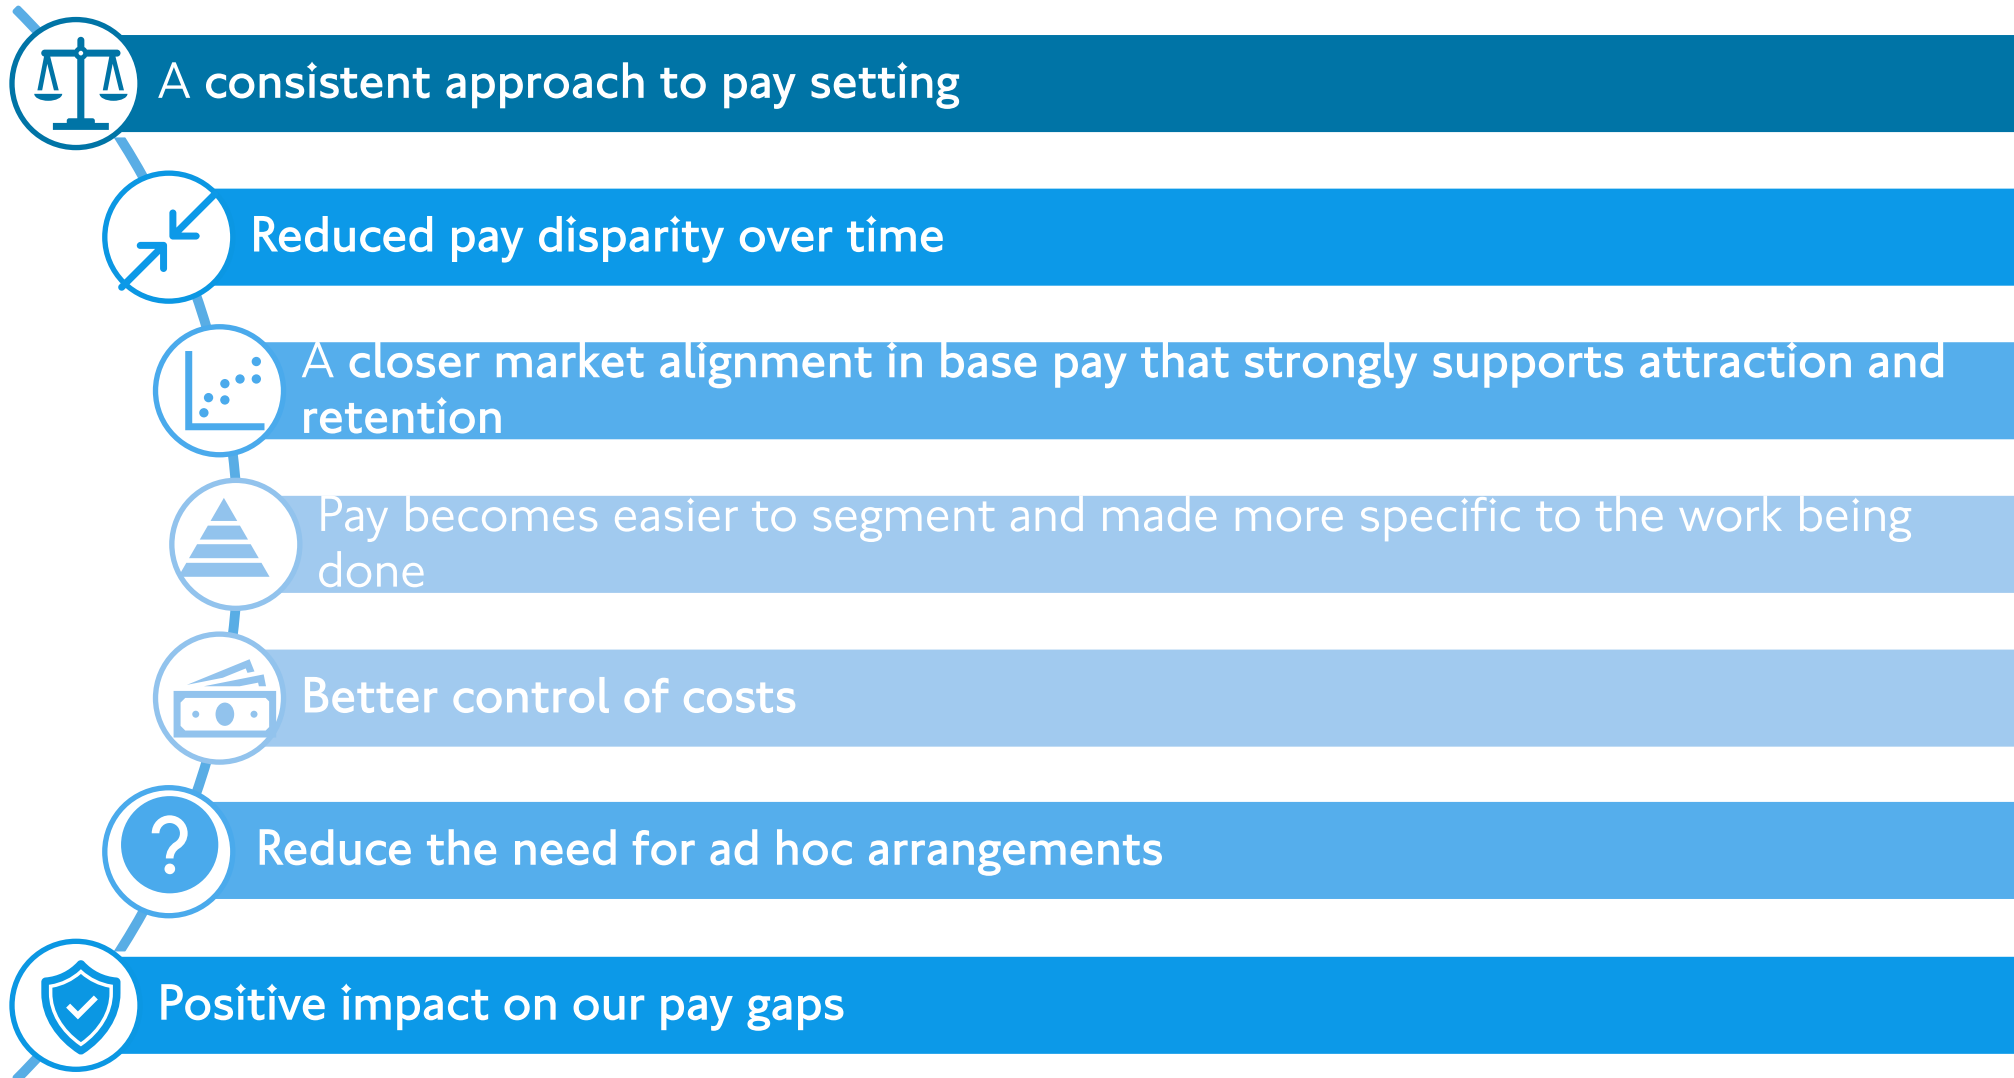 A consistent approach to pay setting
Reduced pay disparity over time
A closer market alignment in base pay that strongly supports attraction and
retention
Pay becomes easier to segment and made more specific to the work being
done
Better control of costs
?
Reduce the need for ad hoc arrangements
Positive impact on our pay gaps